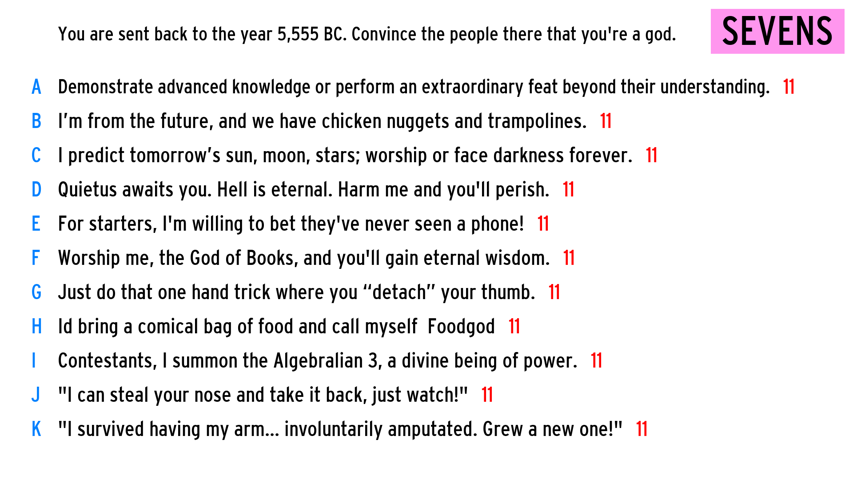 You are sent back to the year 5,555 BC. Convince the people there that you're a god.
SEVENS
A Demonstrate advanced knowledge or perform an extraordinary feat beyond their understanding. 11
B I’m from the future, and we have chicken nuggets and trampolines. 11
C I predict tomorrow’s sun, moon, stars; worship or face darkness forever. 11
D Quietus awaits you. Hell is eternal. Harm me and you'll perish. 11
E For starters, I'm willing to bet they've never seen a phone! 11
F Worship me, the God of Books, and you'll gain eternal wisdom. 11
G Just do that one hand trick where you “detach” your thumb. 11
H Id bring a comical bag of food and call myself  Foodgod 11
I Contestants, I summon the Algebralian 3, a divine being of power. 11
J "I can steal your nose and take it back, just watch!" 11
K "I survived having my arm... involuntarily amputated. Grew a new one!" 11